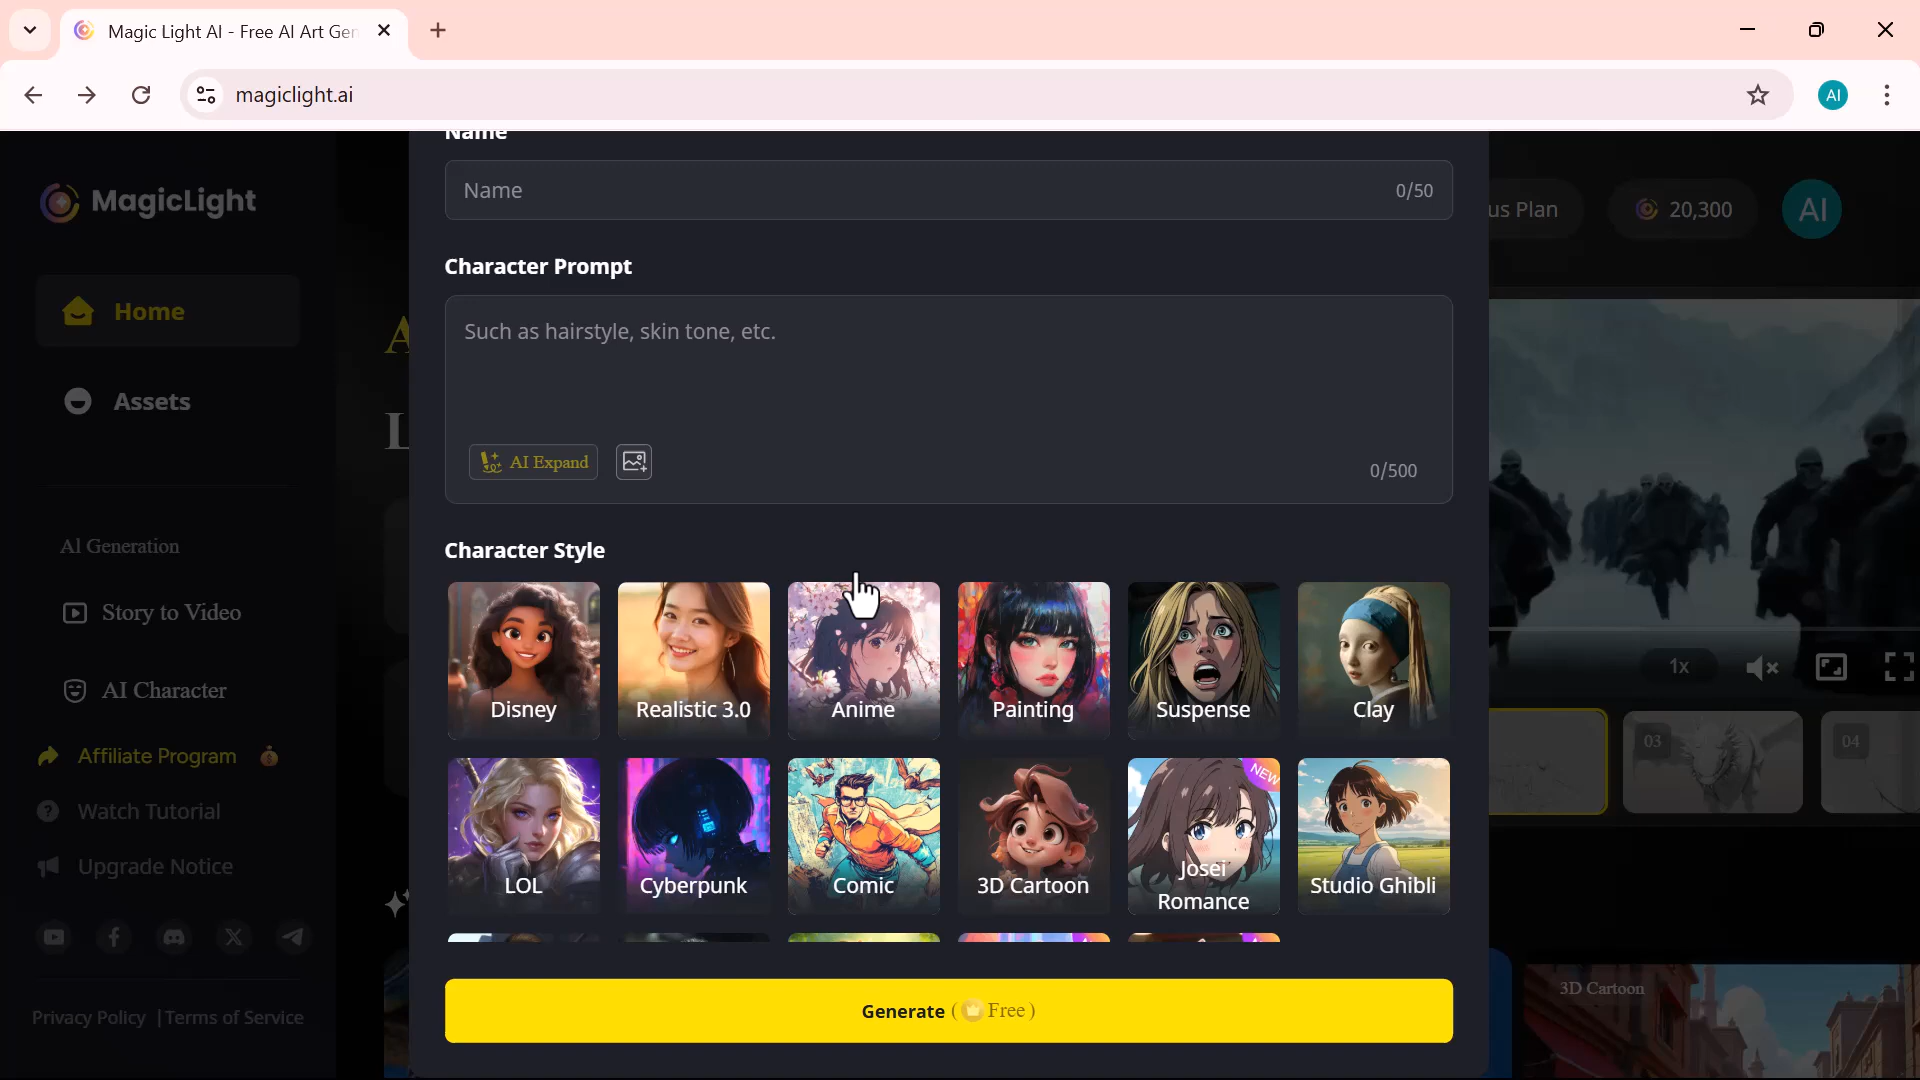 Magic Light AI - Free AI Art Gen
magiclight.ai
AI
MagicLight
Home
Assets
AI Generation
Story to Video
AI Character
Affiliate Program
Watch Tutorial
Upgrade Notice
Privacy Policy | Terms of Service
Name
Name
0/50
Character Prompt
Such as hairstyle, skin tone, etc.
AI Expand
0/500
Character Style
Disney
Realistic 3.0
Anime
Painting
Suspense
Clay
LOL
Cyberpunk
Comic
3D Cartoon
NEW
Josei
Romance
Studio Ghibli
Generate ( Free )
us Plan
20,300
AI
1x
03
04
3D Cartoon